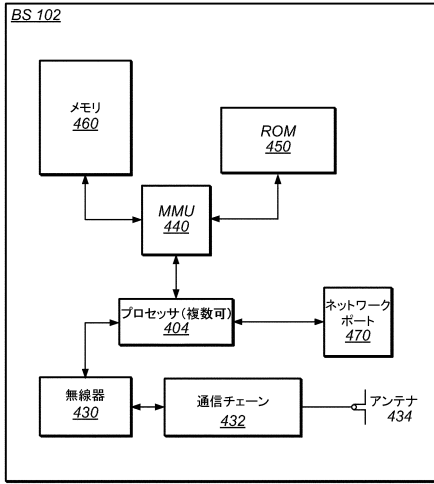 BS 102
メモリ
460
ROM
450
MMU
440
プロセッサ(複数可)
404
ネットワーク
ポート
470
無線器
430
通信チェーン
432
アンテナ
434